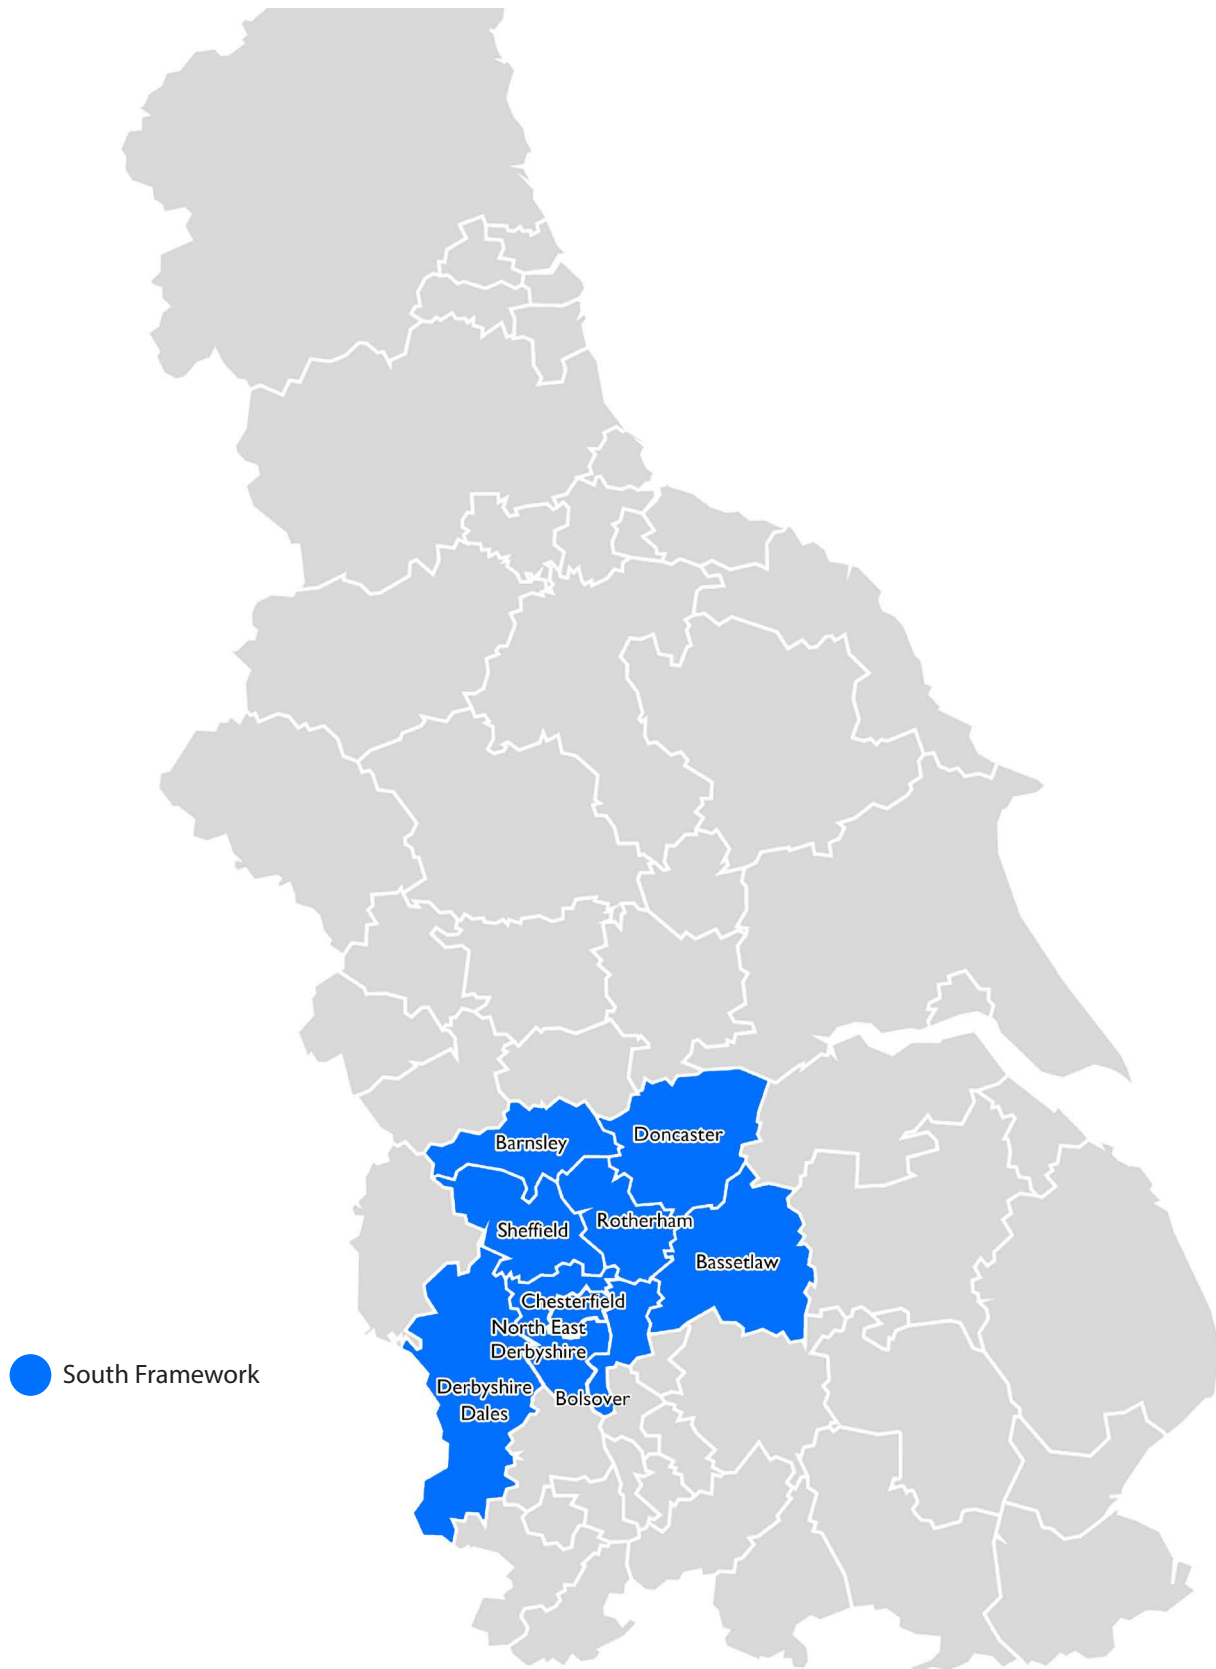 Barnsley
Doncaster
Sheffield
Rotherham
Bassetlaw
Chesterfield
North East
Derbyshire
Derbyshire
Dales
Bolsover
South Framework